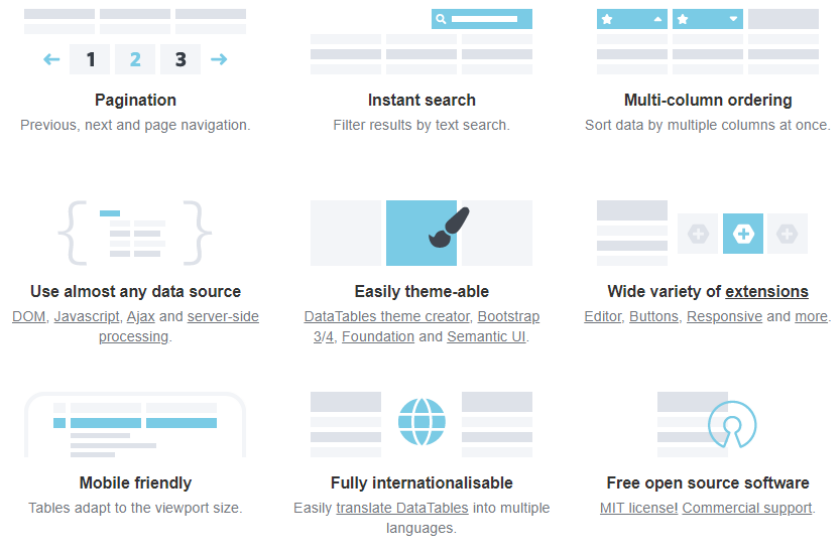 1 2 3
Pagination
Previous, next and page navigation.
Instant search
Filter results by text search.
Multi-column ordering
Sort data by multiple columns at once.
Use almost any data source
DOM, Javascript, Ajax and server-side
processing.
Easily theme-able
DataTables theme creator, Bootstrap
3/4, Foundation and Semantic UI.
Wide variety of extensions
Editor, Buttons, Responsive and more.
Mobile friendly
Tables adapt to the viewport size.
Fully internationalisable
Easily translate DataTables into multiple
languages.
Free open source software
MIT license! Commercial support.